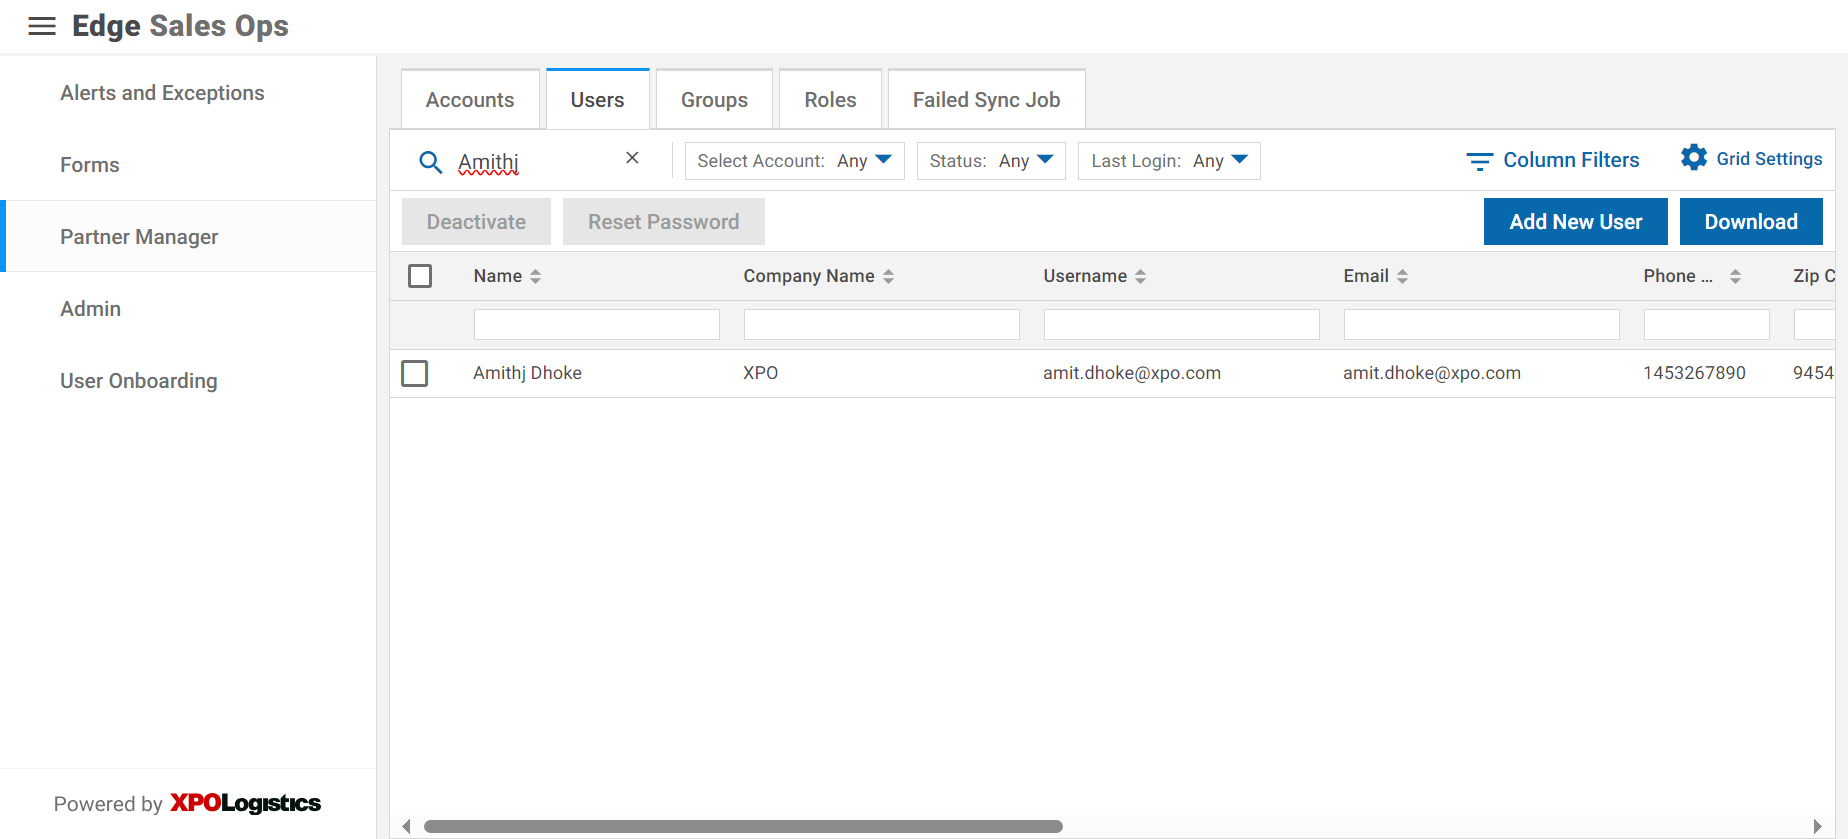 Edge Sales Ops
Alerts and Exceptions
Forms
Partner Manager
Admin
User Onboarding
Powered by XPOLogistics
Accounts Users Groups Roles Failed Sync Job
Amithj × Select Account: Any Status: Any Last Login: Any Column Filters Grid Settings
Deactivate Reset Password Add New User Download
Name Company Name Username Email Phone ... Zip C
Amithj Dhoke XPO amit.dhoke@xpo.com amit.dhoke@xpo.com 1453267890 9454